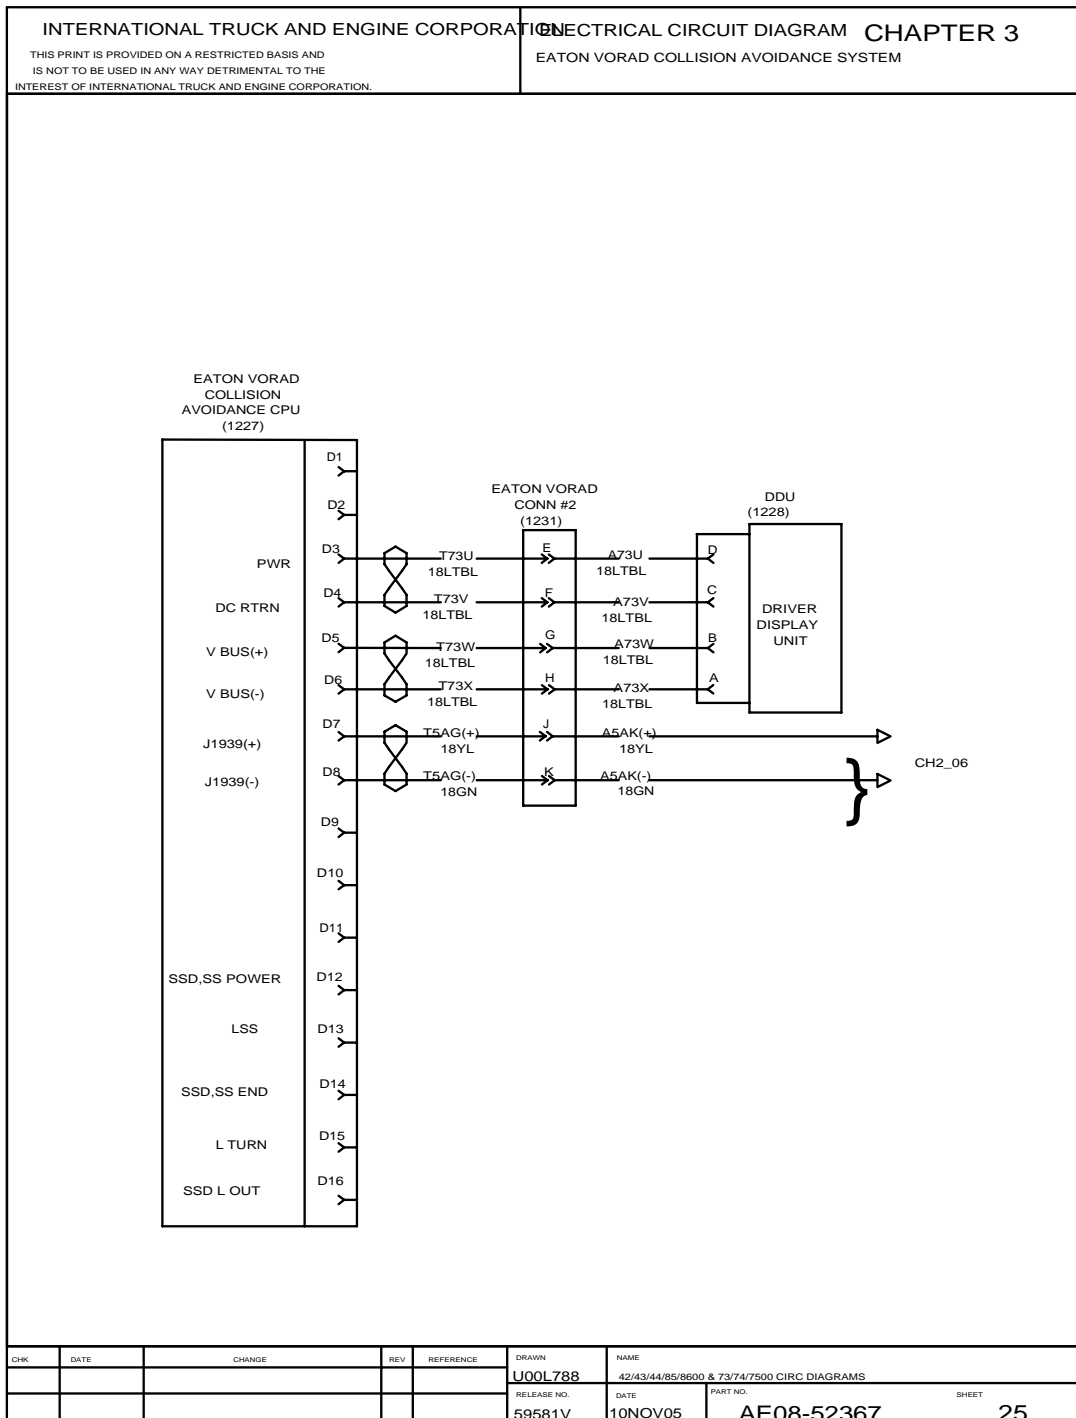 INTERNATIONAL TRUCK AND ENGINE CORPORATION
THIS PRINT IS PROVIDED ON A RESTRICTED BASIS AND
IS NOT TO BE USED IN ANY WAY DETRIMENTAL TO THE
INTEREST OF INTERNATIONAL TRUCK AND ENGINE CORPORATION.
ELECTRICAL CIRCUIT DIAGRAM CHAPTER 3
EATON VORAD COLLISION AVOIDANCE SYSTEM
EATON VORAD
COLLISION
AVOIDANCE CPU
(1227)
D1
D2
EATON VORAD
CONN #2
(1231)
DDU
(1228)
PWR D3 T73U E A73U D
18LTBL 18LTBL
DC RTRN D4 T73V F A73V C
18LTBL 18LTBL
DRIVER
DISPLAY
UNIT
V BUS(+) D5 T73W G A73W B
18LTBL 18LTBL
V BUS(-) D6 T73X H A73X A
18LTBL 18LTBL
J1939(+) D7 T5AG(+) J A5AK(+)
18YL 18YL
J1939(-) D8 T5AG(-) K A5AK(-)
18GN 18GN
} CH2_06
D9
D10
D11
SSD,SS POWER D12
LSS D13
SSD,SS END D14
L TURN D15
SSD L OUT D16
CHK DATE CHANGE REV REFERENCE
DRAWN
U00L788
NAME
42/43/44/85/8600 & 73/74/7500 CIRC DIAGRAMS
RELEASE NO.
59581V
DATE
10NOV05
PART NO.
AE08-52367
SHEET
25